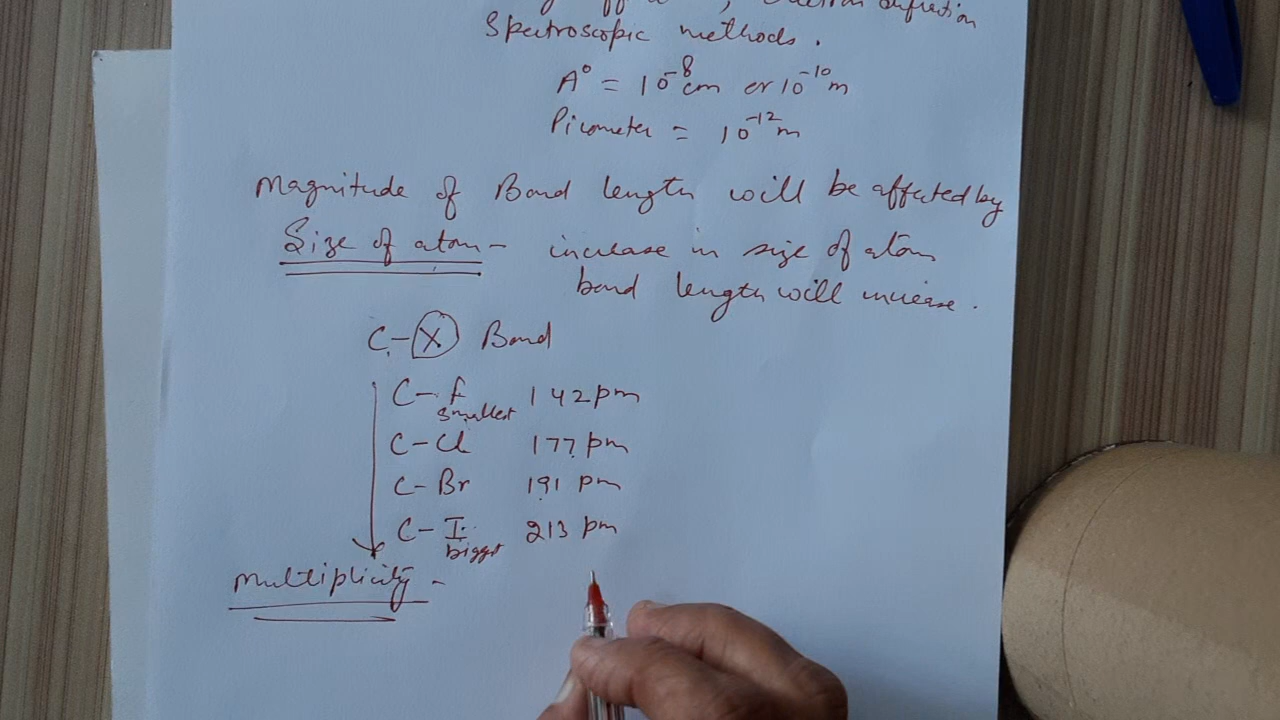 Spectroscopic methods.
A° = 10⁻⁸ cm or 10⁻¹⁰ m
Picometer = 10⁻¹² m
Magnitude of Bond length will be affected by
Size of atom - increase in size of atom
bond length will increase.
C-X Bond
C-F 142 pm
smallest
C-Cl 177 pm
C-Br 191 pm
C-I 213 pm
biggst
Multiplicity -